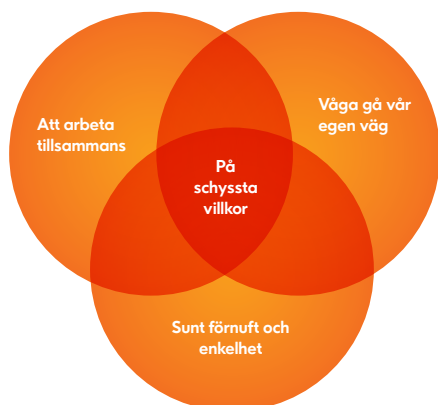 Att arbeta
tillsammans
Våga gå vår
egen väg
På
schyssta
villkor
Sunt förnuft och
enkelhet